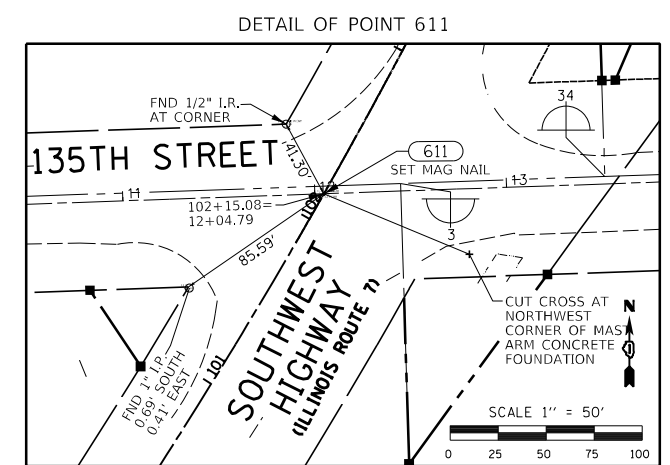 DETAIL OF POINT 611
FND 1/2" I.R.
AT CORNER
34
135TH STREET
41.30'
611
SET MAG NAIL
11
12
13
102+15.08=
12+04.79
102
3
85.59'
SOUTHWEST
HIGHWAY
(ILLINOIS ROUTE 7)
CUT CROSS AT
NORTHWEST
CORNER OF MAST
ARM CONCRETE
FOUNDATION
N
101
FND 1" I.P.
0.69' SOUTH
0.41' EAST
SCALE 1" = 50'
0 25 50 75 100